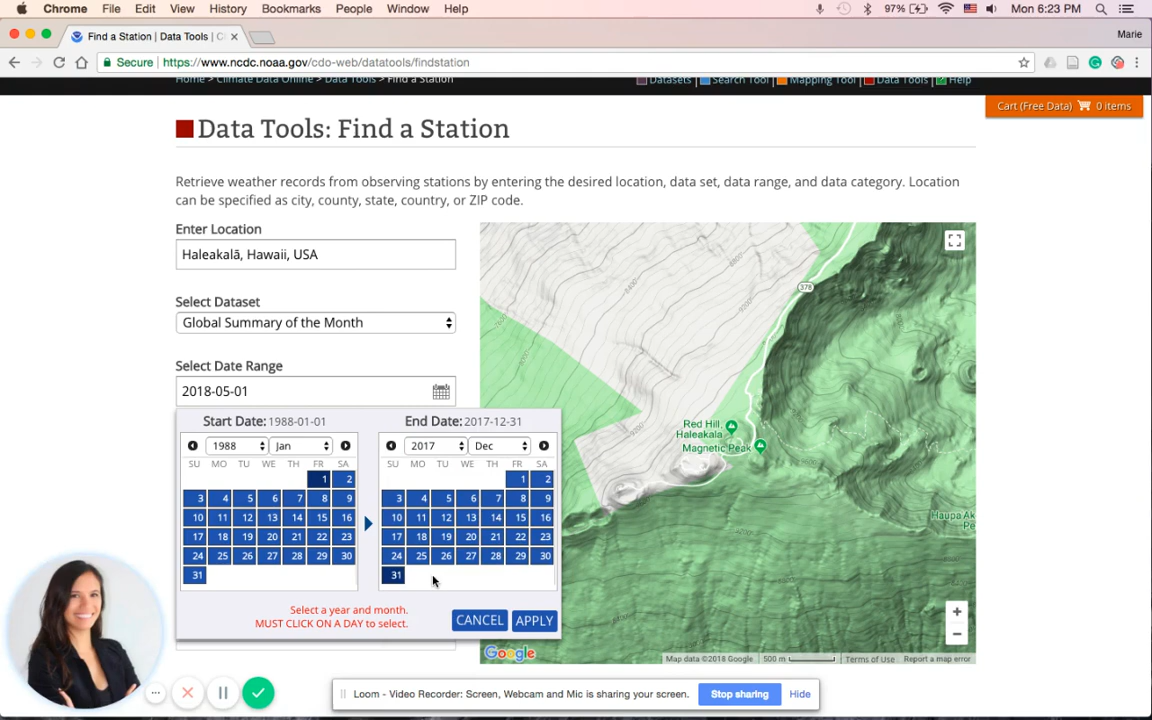 Chrome File Edit View History Bookmarks People Window Help 97% Mon 6:23 PM
Find a Station | Data Tools | C Marie
Secure https://www.ncdc.noaa.gov/cdo-web/datatools/findstation
Home > Climate Data Online > Data Tools > Find a Station Datasets Search Tool Mapping Tool Data Tools Help
Cart (Free Data) 0 items
Data Tools: Find a Station
Retrieve weather records from observing stations by entering the desired location, data set, data range, and data category. Location
can be specified as city, county, state, country, or ZIP code.
Enter Location
Haleakalā, Hawaii, USA
Select Dataset
Global Summary of the Month
Select Date Range
2018-05-01
Start Date: 1988-01-01 End Date: 2017-12-31
1988 Jan 2017 Dec
SU MO TU WE TH FR SA SU MO TU WE TH FR SA
1 2 1 2
3 4 5 6 7 8 9 3 4 5 6 7 8 9
10 11 12 13 14 15 16 10 11 12 13 14 15 16
17 18 19 20 21 22 23 17 18 19 20 21 22 23
24 25 26 27 28 29 30 24 25 26 27 28 29 30
31 31
Select a year and month.
MUST CLICK ON A DAY to select.
CANCEL APPLY
378
Red Hill,
Haleakala
Magnetic Peak
Haupa Ak
Pe
+
−
Google Map data ©2018 Google 500 m Terms of Use Report a map error
Loom - Video Recorder: Screen, Webcam and Mic is sharing your screen. Stop sharing Hide